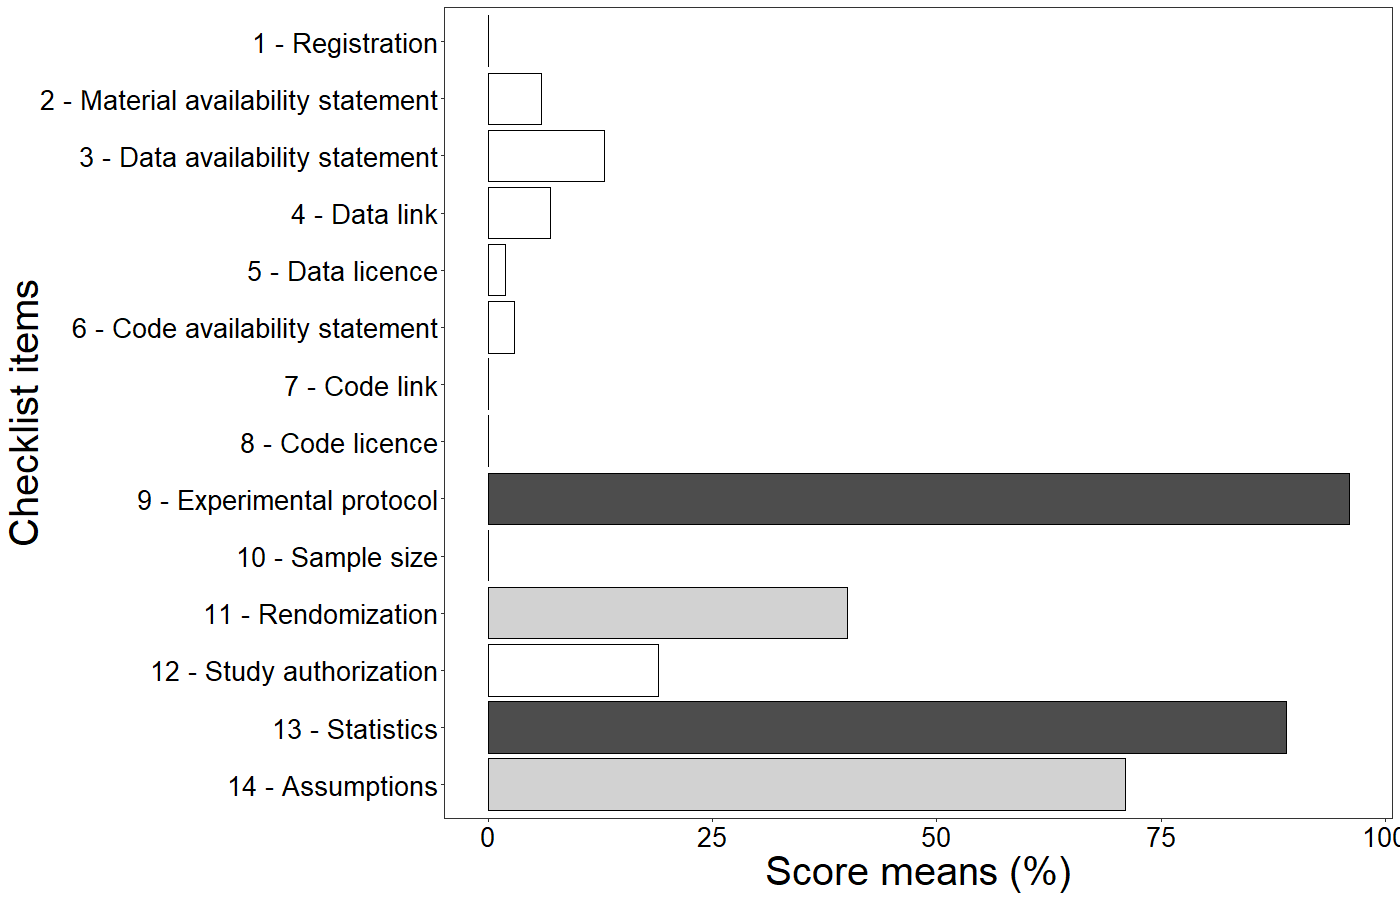 1 - Registration
2 - Material availability statement
3 - Data availability statement
4 - Data link
5 - Data licence
6 - Code availability statement
7 - Code link
8 - Code licence
9 - Experimental protocol
10 - Sample size
11 - Rendomization
12 - Study authorization
13 - Statistics
14 - Assumptions
Checklist items
0 25 50 75 100
Score means (%)